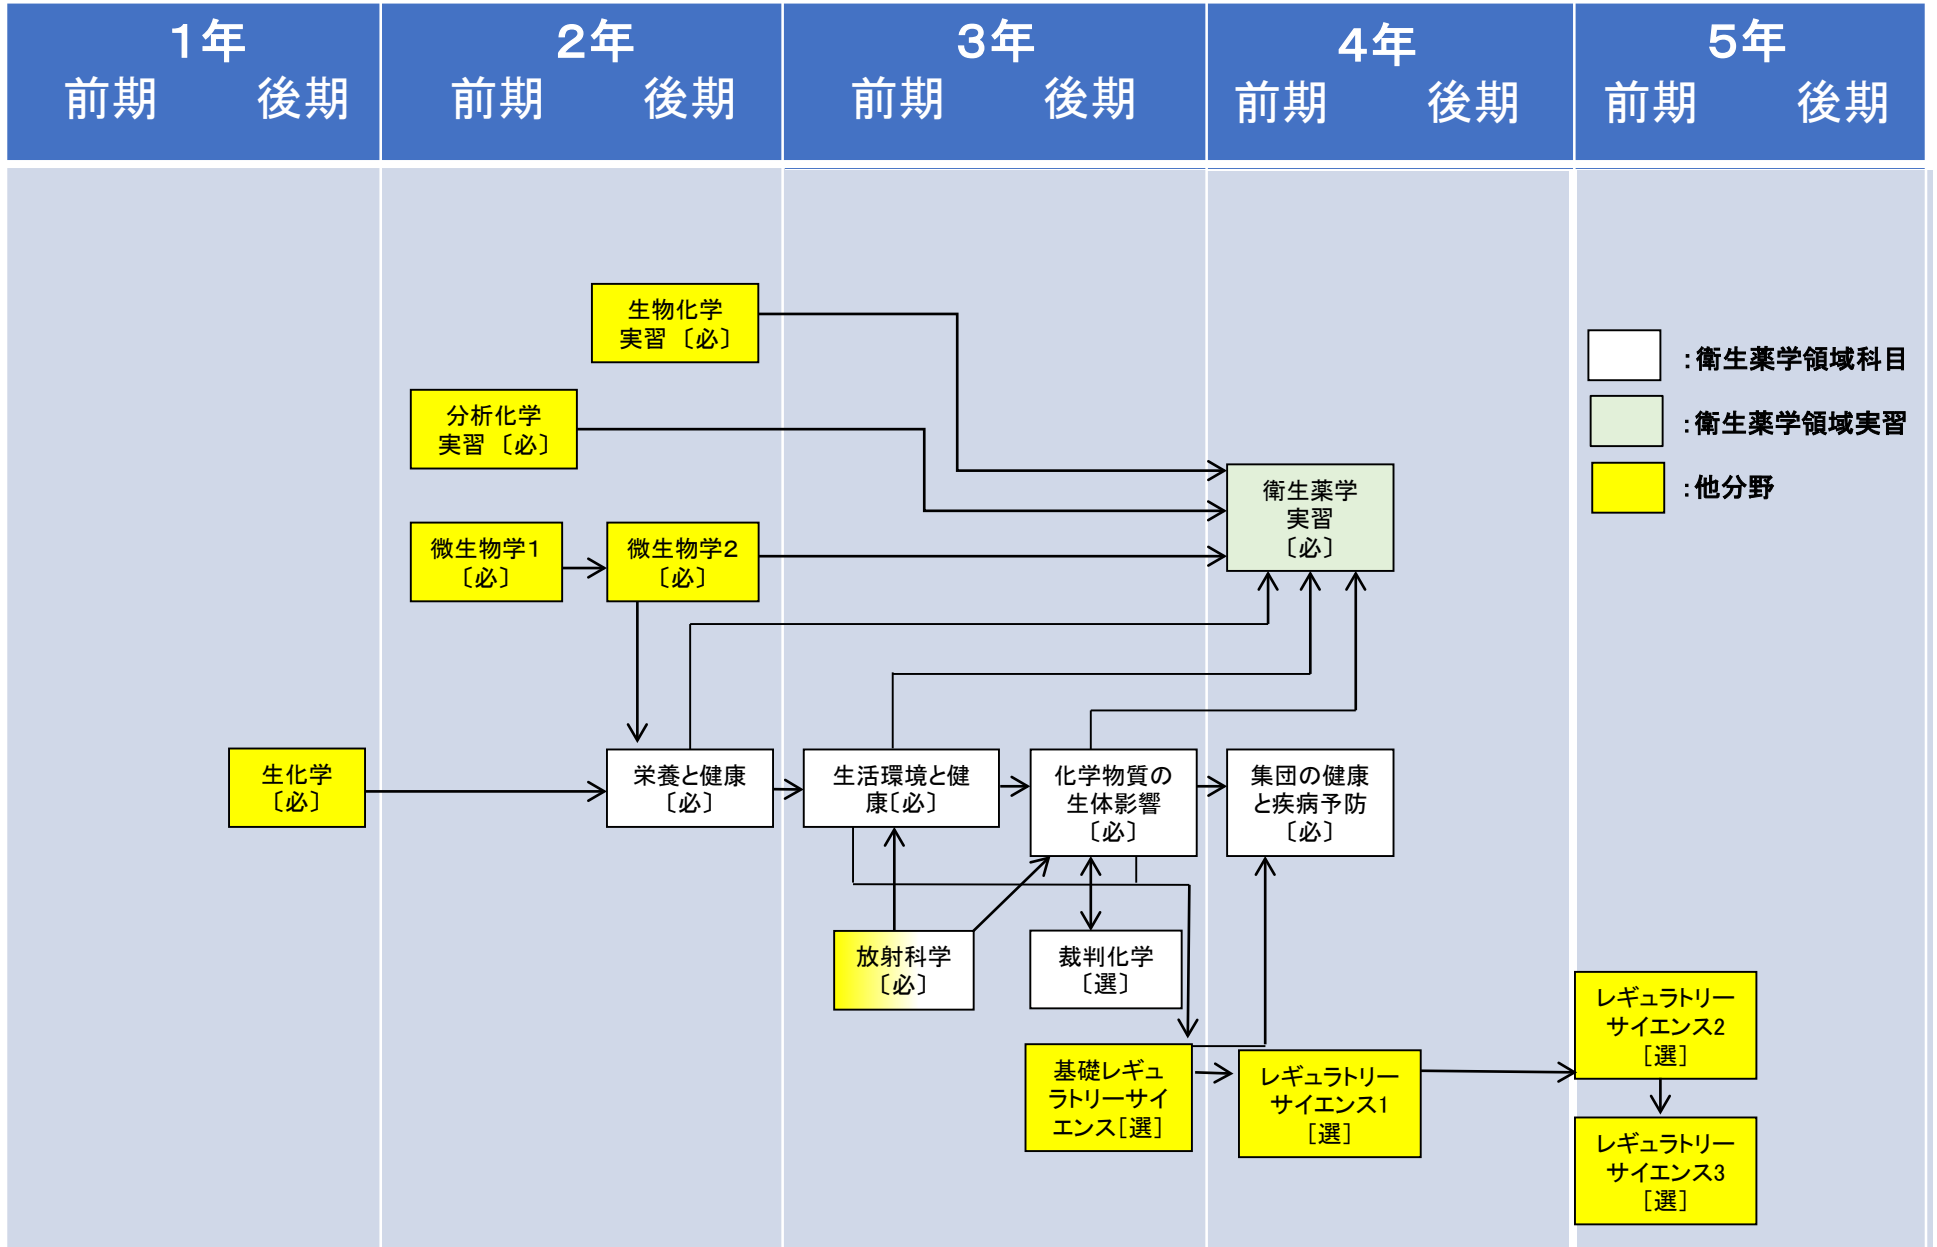 1年
2年
3年
4年
5年
前期 後期
前期 後期
前期 後期
前期 後期
前期 後期
生物化学
実習〔必〕
:衛生薬学領域科目
分析化学
実習〔必〕
:衛生薬学領域実習
:他分野
衛生薬学
実習
〔必〕
微生物学1
〔必〕
微生物学2
〔必〕
生化学
〔必〕
栄養と健康
〔必〕
生活環境と健
康〔必〕
化学物質の
生体影響
〔必〕
集団の健康
と疾病予防
〔必〕
放射科学
〔必〕
裁判化学
〔選〕
基礎レギュ
ラトリーサイ
エンス[選]
レギュラトリー
サイエンス1
[選]
レギュラトリー
サイエンス2
[選]
レギュラトリー
サイエンス3
[選]